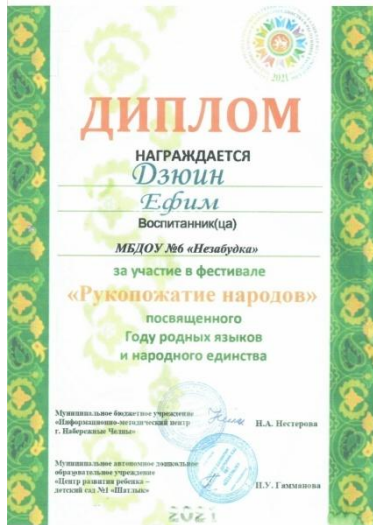 2021
ДИПЛОМ
НАГРАЖДАЕТСЯ
Дзюин
Ефим
Воспитанник(ца)
МБДОУ №6 «Незабудка»
за участие в фестивале
«Рукопожатие народов»
посвященного
Году родных языков
и народного единства
Муниципальное бюджетное учреждение
«Информационно-методический центр
г. Набережные Челны»
Н.А. Нестерова
Муниципальное автономное дошкольное
образовательное учреждение
«Центр развития ребенка –
детский сад №1 «Шатлык»
П.У. Гимманова
2021